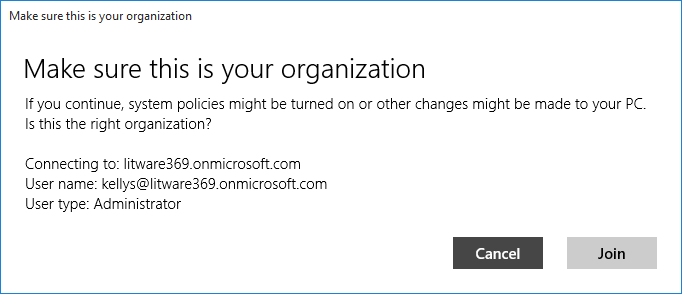 Make sure this is your organization
Make sure this is your organization
If you continue, system policies might be turned on or other changes might be made to your PC.
Is this the right organization?
Connecting to: litware369.onmicrosoft.com
User name: kellys@litware369.onmicrosoft.com
User type: Administrator
Cancel Join